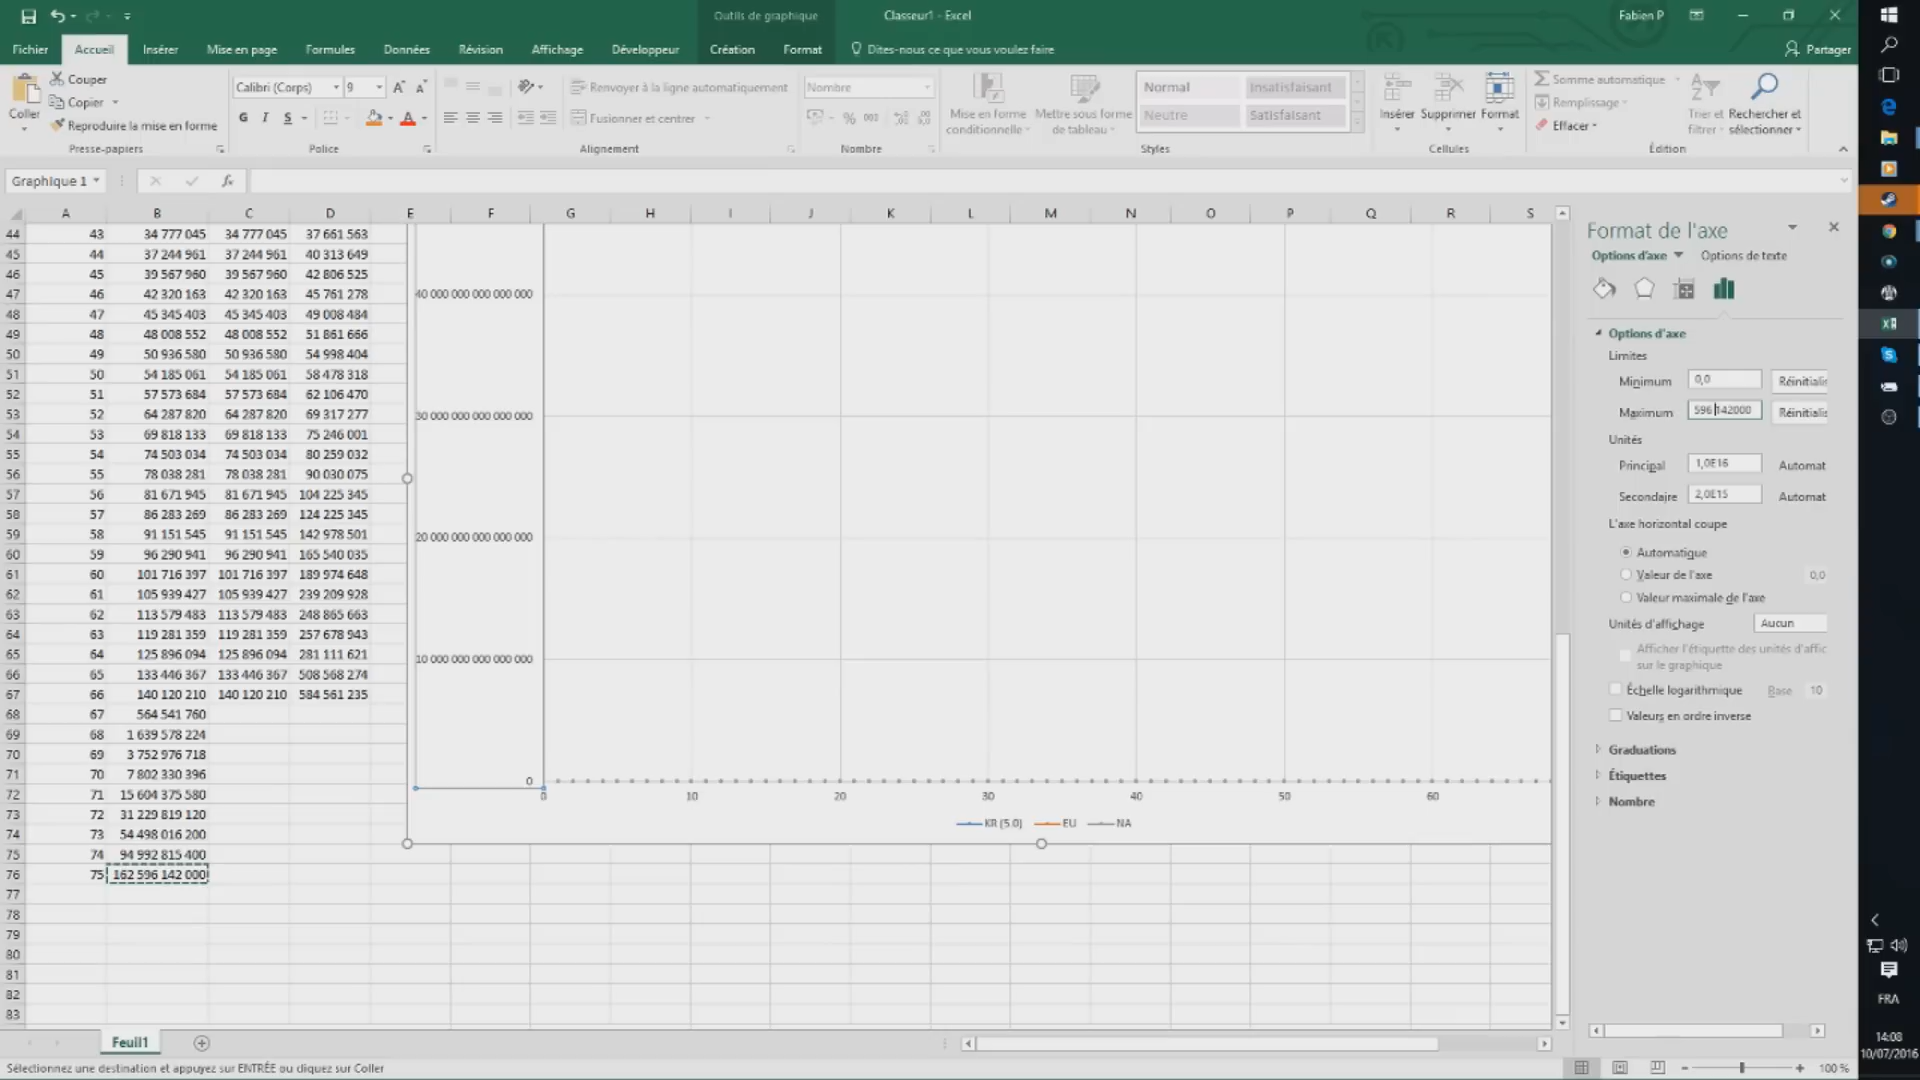 Outils de graphique
Classeur1 - Excel
Fabien P
Fichier Accueil Insérer Mise en page Formules Données Révision Affichage Développeur Création Format Dites-nous ce que vous voulez faire Partager
Coller
Couper
Copier
Reproduire la mise en forme
Presse-papiers
Calibri (Corps) 9
G I S
Police
Renvoyer à la ligne automatiquement
Fusionner et centrer
Alignement
Nombre
% 000
Nombre
Mise en forme conditionnelle
Mettre sous forme de tableau
Normal Insatisfaisant
Neutre Satisfaisant
Styles
Insérer Supprimer Format
Cellules
Somme automatique
Remplissage
Effacer
Trier et filtrer
Rechercher et sélectionner
Édition
Graphique 1
fx
A B C D E F G H I J K L M N O P Q R S
44 43 34 777 045 34 777 045 37 661 563
45 44 37 244 961 37 244 961 40 313 649
46 45 39 567 960 39 567 960 42 806 525
47 46 42 320 163 42 320 163 45 761 278
48 47 45 345 403 45 345 403 49 008 484
49 48 48 008 552 48 008 552 51 861 666
50 49 50 936 580 50 936 580 54 998 404
51 50 54 185 061 54 185 061 58 478 318
52 51 57 573 684 57 573 684 62 106 470
53 52 64 287 820 64 287 820 69 317 277
54 53 69 818 133 69 818 133 75 246 001
55 54 74 503 034 74 503 034 80 259 032
56 55 78 038 281 78 038 281 90 030 075
57 56 81 671 945 81 671 945 104 225 345
58 57 86 283 269 86 283 269 124 225 345
59 58 91 151 545 91 151 545 142 978 501
60 59 96 290 941 96 290 941 165 540 035
61 60 101 716 397 101 716 397 189 974 648
62 61 105 939 427 105 939 427 239 209 928
63 62 113 579 483 113 579 483 248 865 663
64 63 119 281 359 119 281 359 257 678 943
65 64 125 896 094 125 896 094 281 111 621
66 65 133 446 367 133 446 367 508 568 274
67 66 140 120 210 140 120 210 584 561 235
68 67 564 541 760
69 68 1 639 578 224
70 69 3 752 976 718
71 70 7 802 330 396
72 71 15 604 375 580
73 72 31 229 819 120
74 73 54 498 016 200
75 74 94 992 815 400
76 75 162 596 142 000
77
78
79
80
81
82
83
40 000 000 000 000 000
30 000 000 000 000 000
20 000 000 000 000 000
10 000 000 000 000 000
0
0 10 20 30 40 50 60
KR (5.0) EU NA
Format de l'axe
Options d'axe Options de texte
Options d'axe
Limites
Minimum 0,0 Réinitialis
Maximum 596 142000 Réinitialis
Unités
Principal 1,0E16 Automat
Secondaire 2,0E15 Automat
L'axe horizontal coupe
Automatique
Valeur de l'axe 0,0
Valeur maximale de l'axe
Unités d'affichage Aucun
Afficher l'étiquette des unités d'affic
sur le graphique
Échelle logarithmique Base 10
Valeurs en ordre inverse
Graduations
Étiquettes
Nombre
Feuil1
Sélectionnez une destination et appuyez sur ENTRÉE ou cliquez sur Coller
100 %
FRA
14:08
10/07/2016